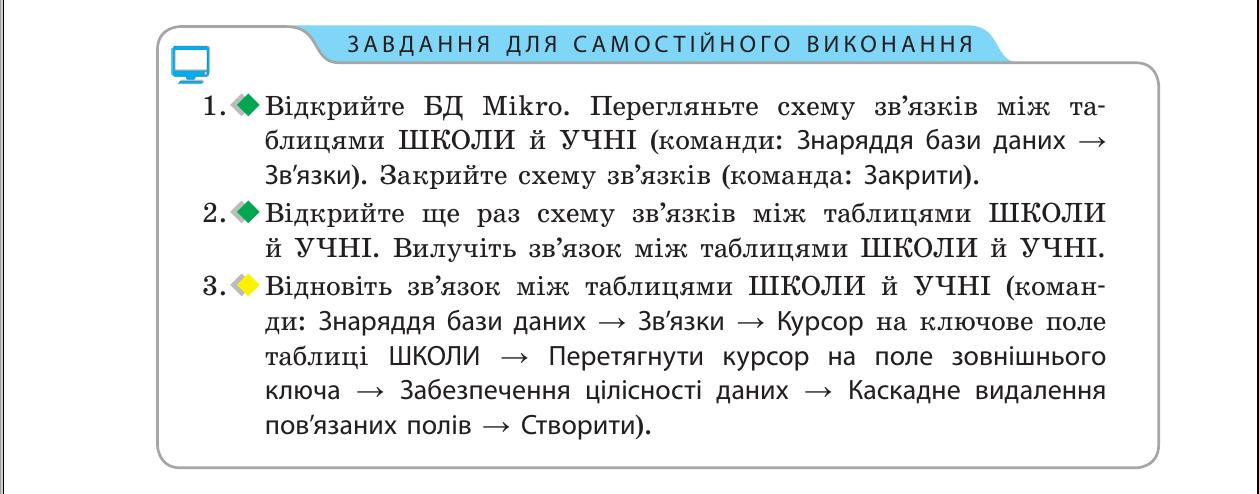 ЗАВДАННЯ ДЛЯ САМОСТІЙНОГО ВИКОНАННЯ
1. Відкрийте БД Mikro. Перегляньте схему зв’язків між та-
блицями ШКОЛИ й УЧНІ (команди: Знаряддя бази даних →
Зв’язки). Закрийте схему зв’язків (команда: Закрити).
2. Відкрийте ще раз схему зв’язків між таблицями ШКОЛИ
й УЧНІ. Вилучіть зв’язок між таблицями ШКОЛИ й УЧНІ.
3. Відновіть зв’язок між таблицями ШКОЛИ й УЧНІ (коман-
ди: Знаряддя бази даних → Зв’язки → Курсор на ключове поле
таблиці ШКОЛИ → Перетягнути курсор на поле зовнішнього
ключа → Забезпечення цілісності даних → Каскадне видалення
пов’язаних полів → Створити).